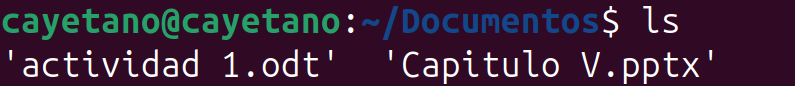 cayetano@cayetano:~/Documentos$ ls
'actividad 1.odt'  'Capitulo V.pptx'